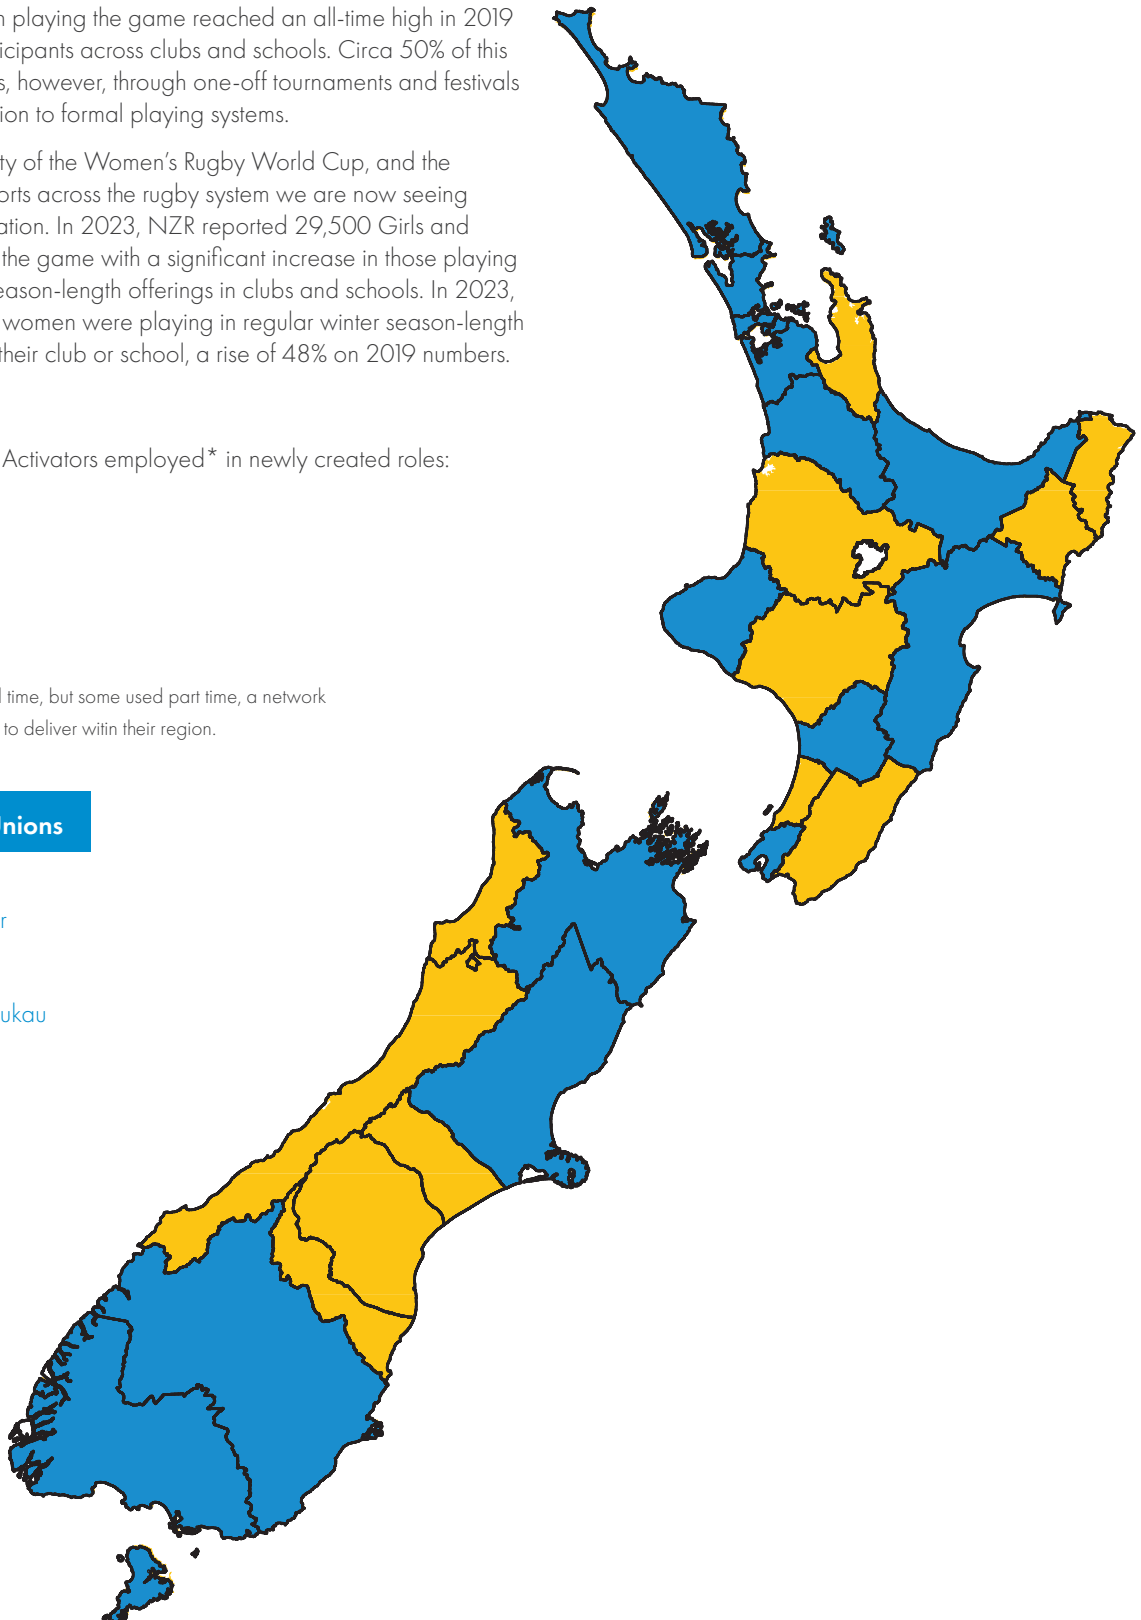 n playing the game reached an all-time high in 2019
icipants across clubs and schools. Circa 50% of this
s, however, through one-off tournaments and festivals
ion to formal playing systems.
ty of the Women's Rugby World Cup, and the
orts across the rugby system we are now seeing
ation. In 2023, NZR reported 29,500 Girls and
the game with a significant increase in those playing
eason-length offerings in clubs and schools. In 2023,
women were playing in regular winter season-length
their club or school, a rise of 48% on 2019 numbers.
Activators employed* in newly created roles:
l time, but some used part time, a network
to deliver witin their region.
Unions
r
ukau